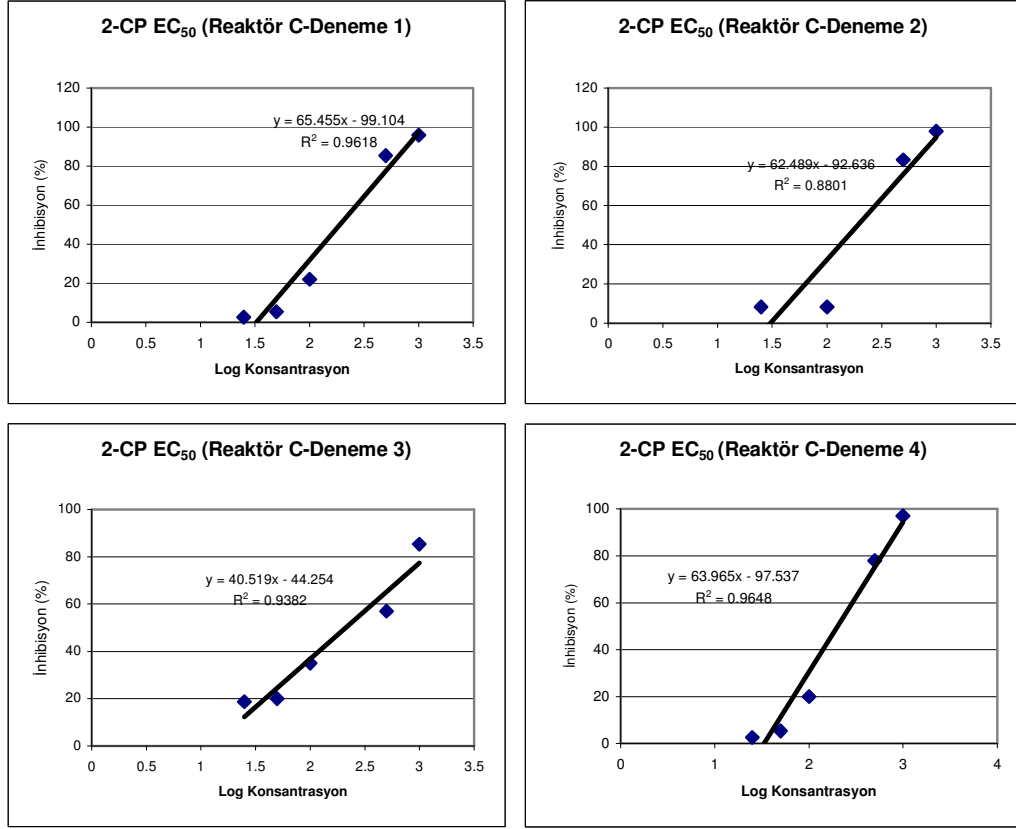 2-CP EC50 (Reaktör C-Deneme 1)
120
100
80
60
40
20
0
y = 65.455x - 99.104
R2 = 0.9618
İnhibisyon (%)
0 0.5 1 1.5 2 2.5 3 3.5
Log Konsantrasyon
2-CP EC50 (Reaktör C-Deneme 2)
120
100
80
60
40
20
0
y = 62.489x - 92.636
R2 = 0.8801
İnhibisyon (%)
0 0.5 1 1.5 2 2.5 3 3.5
Log Konsantrasyon
2-CP EC50 (Reaktör C-Deneme 3)
100
80
60
40
20
0
y = 40.519x - 44.254
R2 = 0.9382
İnhibisyon (%)
0 0.5 1 1.5 2 2.5 3 3.5
Log Konsantrasyon
2-CP EC50 (Reaktör C-Deneme 4)
100
80
60
40
20
0
y = 63.965x - 97.537
R2 = 0.9648
İnhibisyon (%)
0 1 2 3 4
Log Konsantrasyon